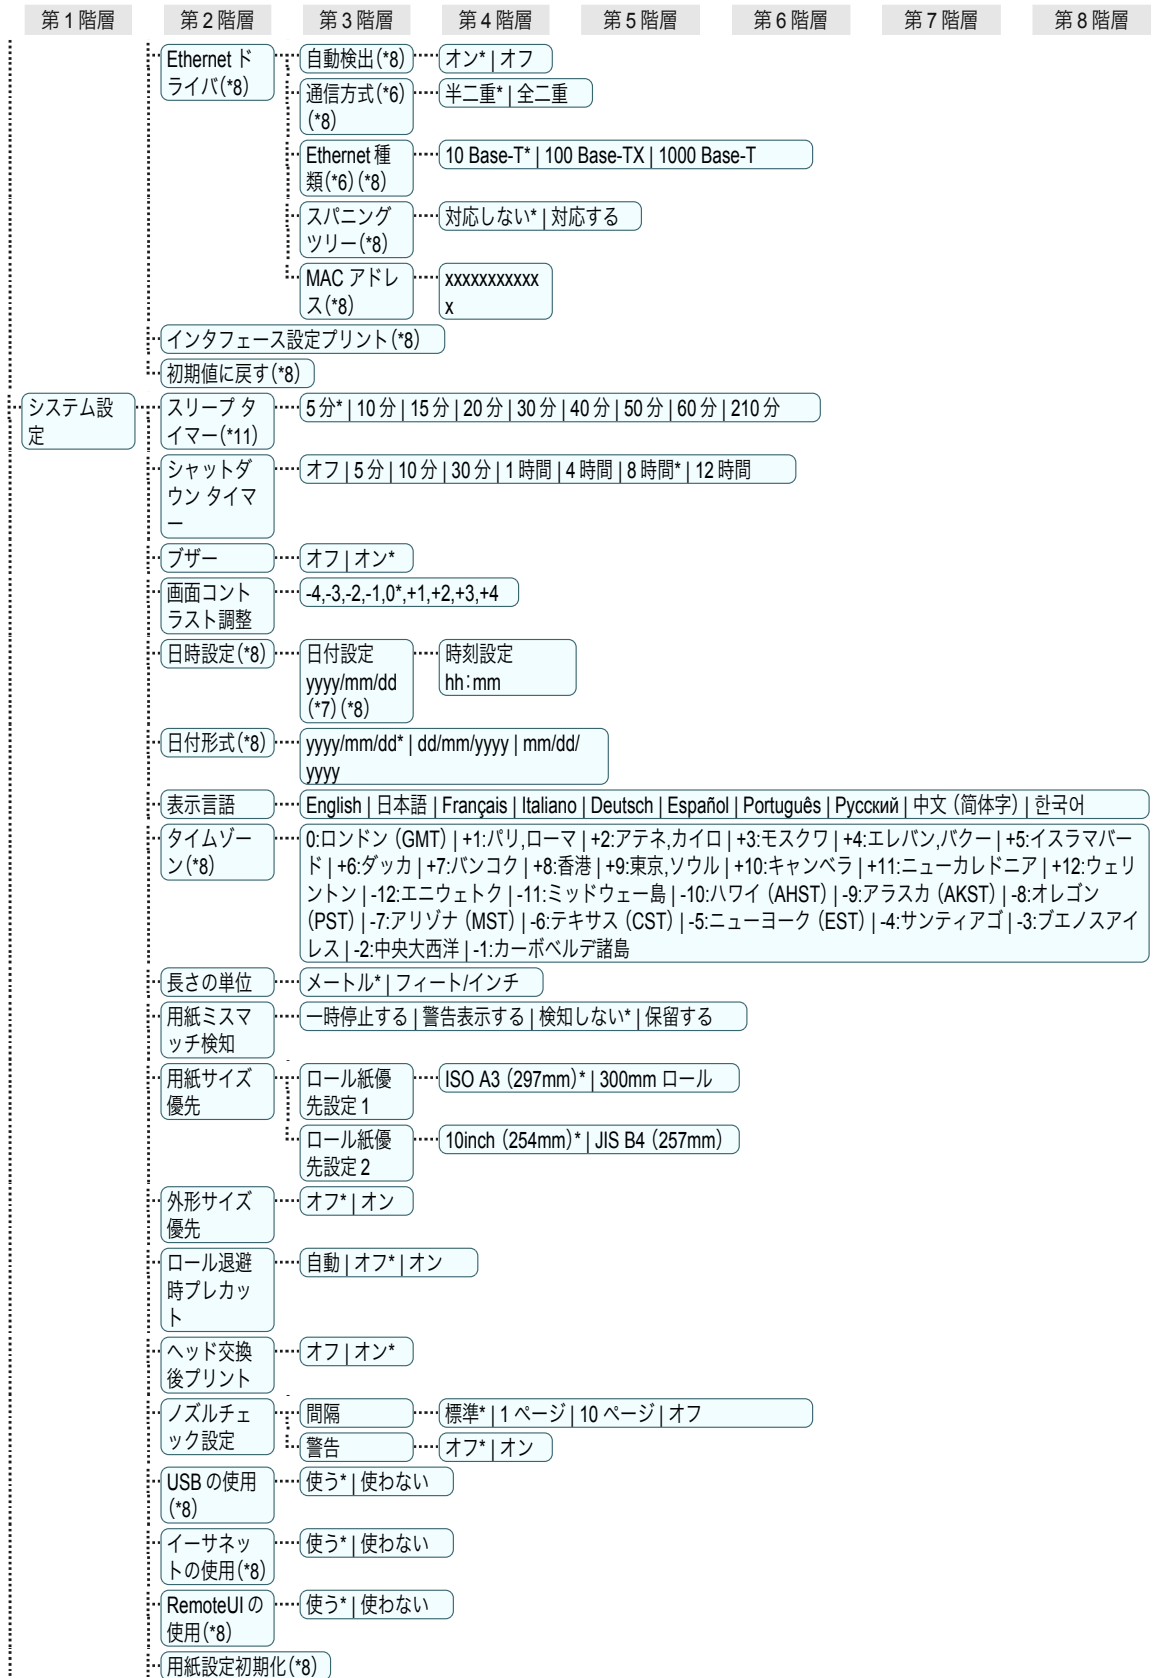 第 1 階層 第 2 階層 第 3 階層 第 4 階層 第 5 階層 第 6 階層 第 7 階層 第 8 階層
Ethernet ド
ライバ(*8)
自動検出(*8)
オン* | オフ
通信方式(*6)
(*8)
半二重* | 全二重
Ethernet 種
類(*6) (*8)
10 Base-T* | 100 Base-TX | 1000 Base-T
スパニング
ツリー(*8)
対応しない* | 対応する
MAC アドレ
ス(*8)
xxxxxxxxxxx
x
インタフェース設定プリント(*8)
初期値に戻す(*8)
システム設
定
スリープ タ
イマー(*11)
5 分* | 10 分 | 15 分 | 20 分 | 30 分 | 40 分 | 50 分 | 60 分 | 210 分
シャットダ
ウン タイマ
ー
オフ | 5 分 | 10 分 | 30 分 | 1 時間 | 4 時間 | 8 時間* | 12 時間
ブザー
オフ | オン*
画面コント
ラスト調整
-4,-3,-2,-1,0*,+1,+2,+3,+4
日時設定(*8)
日付設定
yyyy/mm/dd
(*7) (*8)
時刻設定
hh:mm
日付形式(*8)
yyyy/mm/dd* | dd/mm/yyyy | mm/dd/
yyyy
表示言語
English | 日本語 | Français | Italiano | Deutsch | Español | Português | Русский | 中文 (简体字) | 한국어
タイムゾー
ン(*8)
0:ロンドン (GMT) | +1:パリ,ローマ | +2:アテネ,カイロ | +3:モスクワ | +4:エレバン,バクー | +5:イスラマバー
ド | +6:ダッカ | +7:バンコク | +8:香港 | +9:東京,ソウル | +10:キャンベラ | +11:ニューカレドニア | +12:ウェリ
ントン | -12:エニウェトク | -11:ミッドウェー島 | -10:ハワイ (AHST) | -9:アラスカ (AKST) | -8:オレゴン
(PST) | -7:アリゾナ (MST) | -6:テキサス (CST) | -5:ニューヨーク (EST) | -4:サンティアゴ | -3:ブエノスアイ
レス | -2:中央大西洋 | -1:カーボベルデ諸島
長さの単位
メートル* | フィート/インチ
用紙ミスマ
ッチ検知
一時停止する | 警告表示する | 検知しない* | 保留する
用紙サイズ
優先
ロール紙優
先設定 1
ISO A3 (297mm)* | 300mm ロール
ロール紙優
先設定 2
10inch (254mm)* | JIS B4 (257mm)
外形サイズ
優先
オフ* | オン
ロール退避
時プレカッ
ト
自動 | オフ* | オン
ヘッド交換
後プリント
オフ | オン*
ノズルチェ
ック設定
間隔
標準* | 1 ページ | 10 ページ | オフ
警告
オフ* | オン
USB の使用
(*8)
使う* | 使わない
イーサネッ
トの使用(*8)
使う* | 使わない
RemoteUI の
使用(*8)
使う* | 使わない
用紙設定初期化(*8)